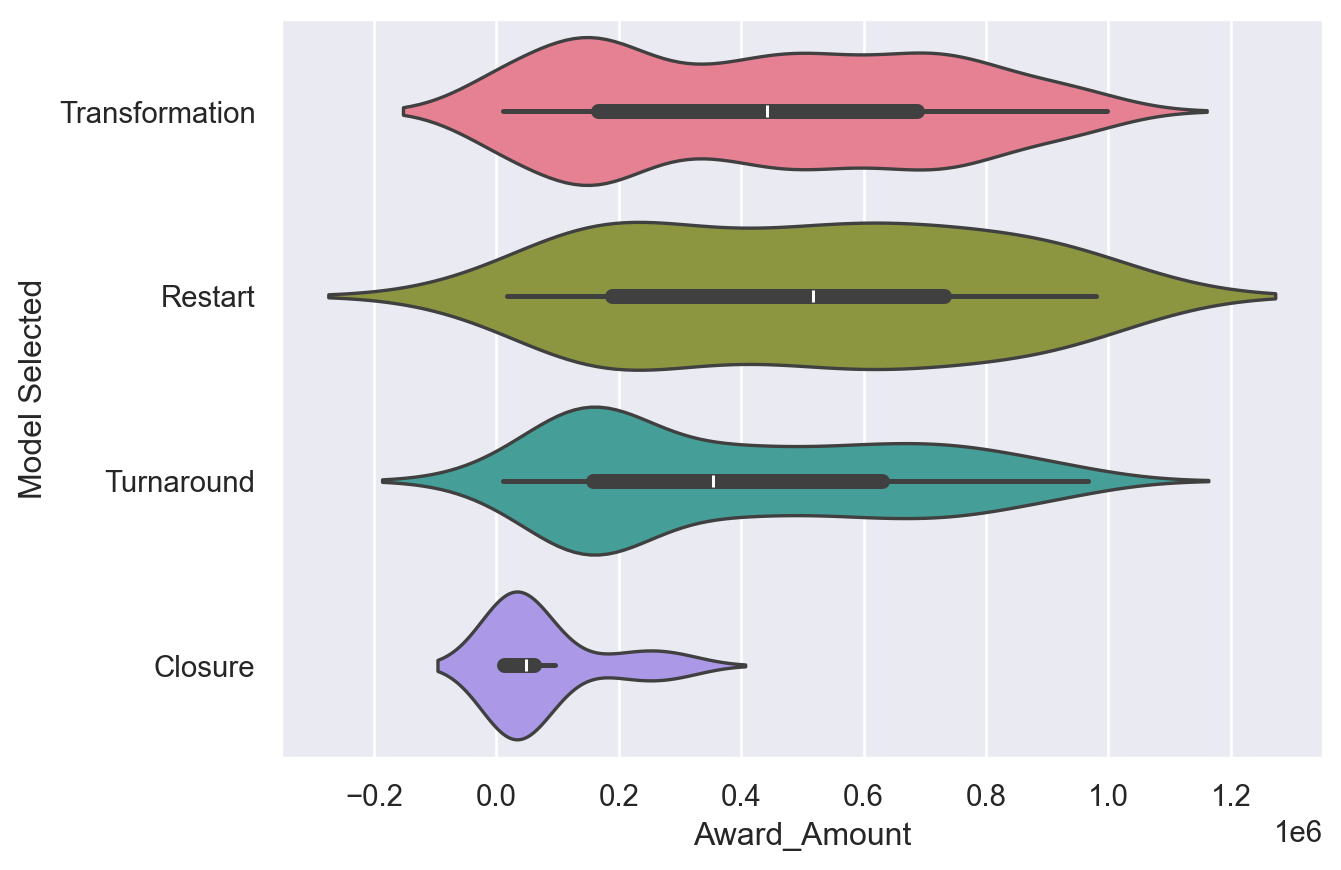 Transformation
Restart
Turnaround
Closure
Model Selected
−0.2 0.0 0.2 0.4 0.6 0.8 1.0 1.2
1e6
Award_Amount